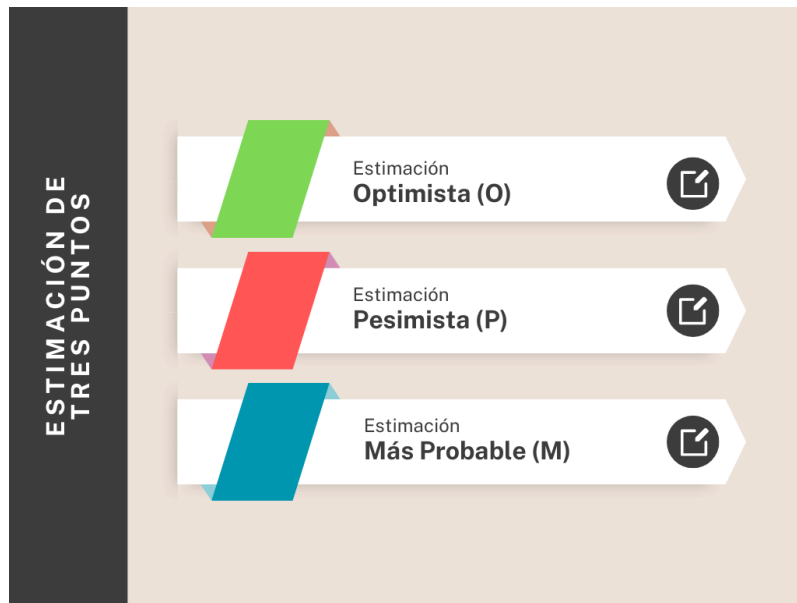 ESTIMACIÓN DE
TRES PUNTOS
Estimación
Optimista (O)
Estimación
Pesimista (P)
Estimación
Más Probable (M)